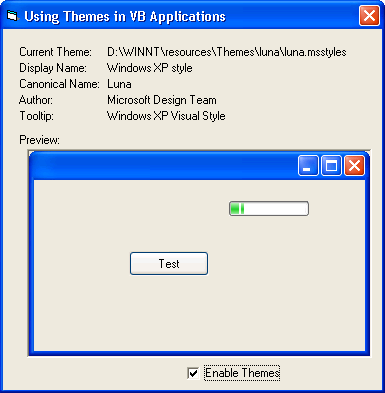 Using Themes in VB Applications
Current Theme: D:\WINNT\resources\Themes\luna\luna.msstyles
Display Name: Windows XP style
Canonical Name: Luna
Author: Microsoft Design Team
Tooltip: Windows XP Visual Style
Preview:
Test
Enable Themes